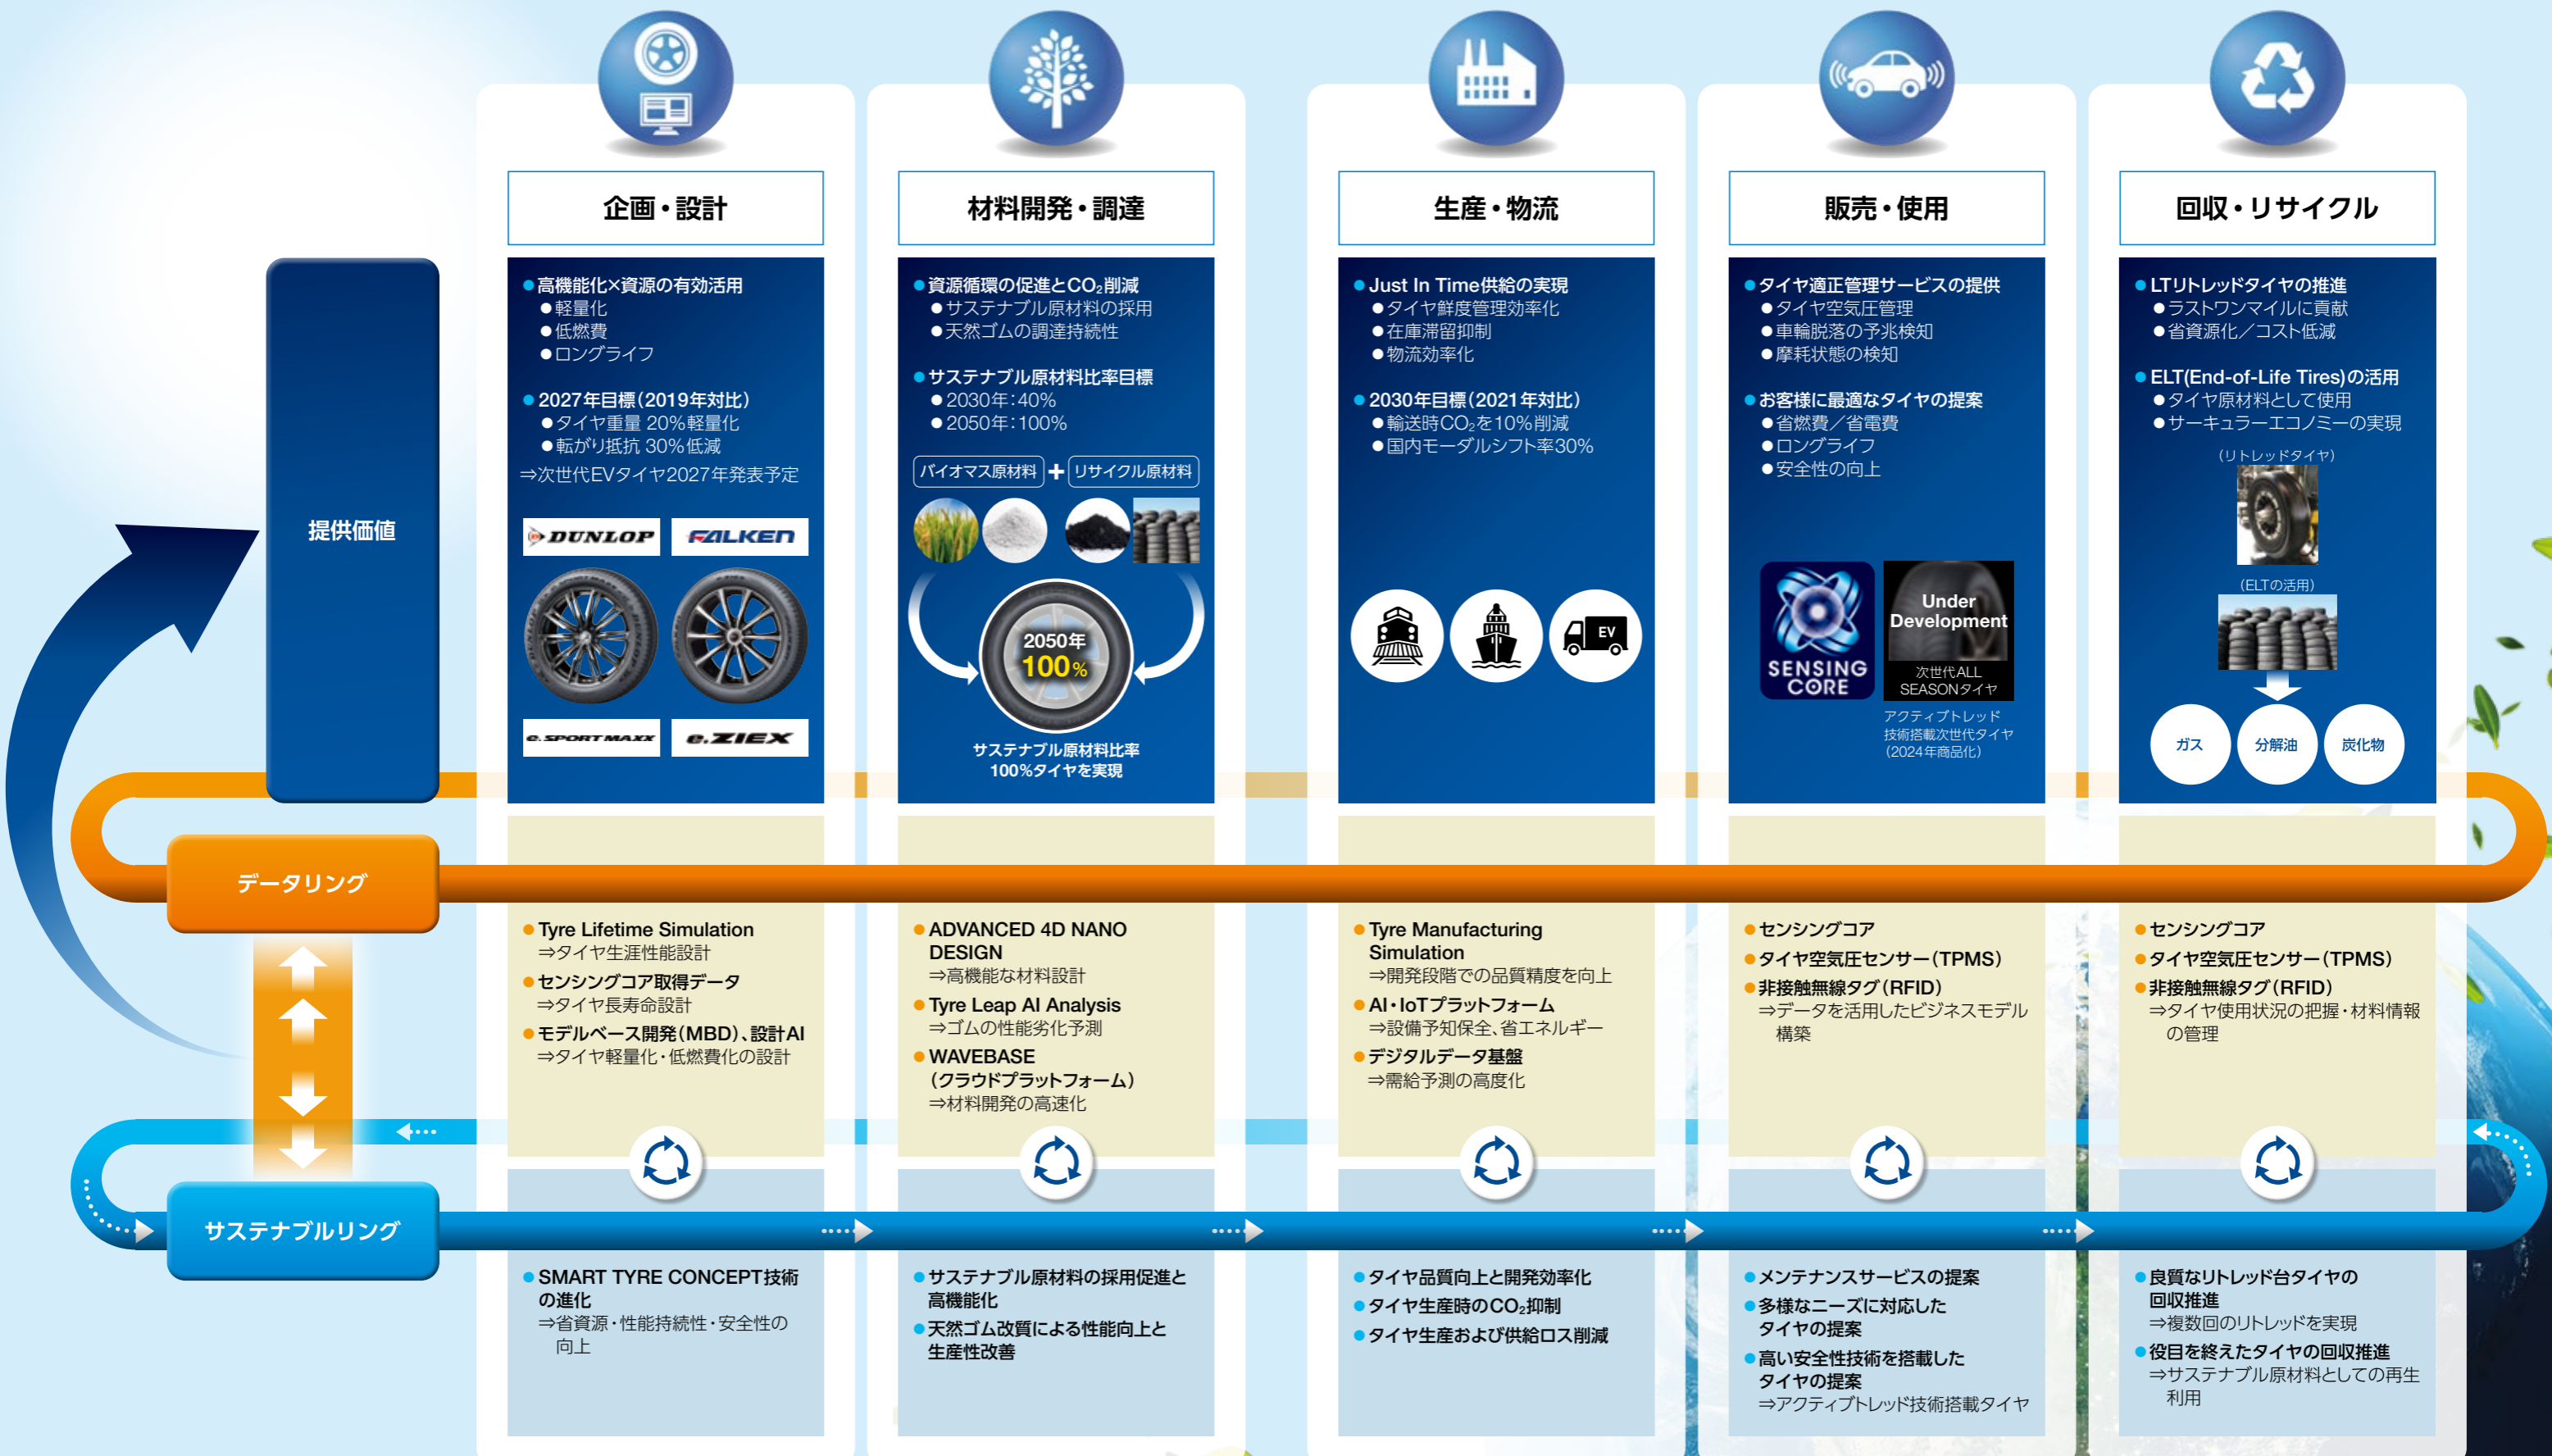 企画・設計
材料開発・調達
生産・物流
販売・使用
回収・リサイクル
提供価値
●高機能化×資源の有効活用
●軽量化
●低燃費
●ロングライフ
●2027年目標（2019年対比）
●タイヤ重量 20％軽量化
●転がり抵抗 30％低減
⇒次世代EVタイヤ2027年発表予定
DUNLOP
FALKEN
e.SPORT MAXX
e.ZIEX
●資源循環の促進とCO₂削減
●サステナブル原材料の採用
●天然ゴムの調達持続性
●サステナブル原材料比率目標
●2030年：40％
●2050年：100％
バイオマス原材料
+
リサイクル原材料
2050年
100％
サステナブル原材料比率
100％タイヤを実現
●Just In Time供給の実現
●タイヤ鮮度管理効率化
●在庫滞留抑制
●物流効率化
●2030年目標（2021年対比）
●輸送時CO₂を10％削減
●国内モーダルシフト率30％
EV
●タイヤ適正管理サービスの提供
●タイヤ空気圧管理
●車輪脱落の予兆検知
●摩耗状態の検知
●お客様に最適なタイヤの提案
●省燃費／省電費
●ロングライフ
●安全性の向上
SENSING
CORE
Under
Development
次世代ALL
SEASONタイヤ
アクティブトレッド
技術搭載次世代タイヤ
（2024年商品化）
●LTリトレッドタイヤの推進
●ラストワンマイルに貢献
●省資源化／コスト低減
●ELT(End-of-Life Tires)の活用
●タイヤ原材料として使用
●サーキュラーエコノミーの実現
（リトレッドタイヤ）
（ELTの活用）
ガス
分解油
炭化物
データリング
●Tyre Lifetime Simulation
⇒タイヤ生涯性能設計
●センシングコア取得データ
⇒タイヤ長寿命設計
●モデルベース開発（MBD）、設計AI
⇒タイヤ軽量化・低燃費化の設計
●ADVANCED 4D NANO
DESIGN
⇒高機能な材料設計
●Tyre Leap AI Analysis
⇒ゴムの性能劣化予測
●WAVEBASE
（クラウドプラットフォーム）
⇒材料開発の高速化
●Tyre Manufacturing
Simulation
⇒開発段階での品質精度を向上
●AI・IoTプラットフォーム
⇒設備予知保全、省エネルギー
●デジタルデータ基盤
⇒需給予測の高度化
●センシングコア
●タイヤ空気圧センサー（TPMS）
●非接触無線タグ（RFID）
⇒データを活用したビジネスモデル
構築
●センシングコア
●タイヤ空気圧センサー（TPMS）
●非接触無線タグ（RFID）
⇒タイヤ使用状況の把握・材料情報
の管理
サステナブルリング
●SMART TYRE CONCEPT技術
の進化
⇒省資源・性能持続性・安全性の
向上
●サステナブル原材料の採用促進と
高機能化
●天然ゴム改質による性能向上と
生産性改善
●タイヤ品質向上と開発効率化
●タイヤ生産時のCO₂抑制
●タイヤ生産および供給ロス削減
●メンテナンスサービスの提案
●多様なニーズに対応した
タイヤの提案
●高い安全性技術を搭載した
タイヤの提案
⇒アクティブトレッド技術搭載タイヤ
●良質なリトレッド台タイヤの
回収推進
⇒複数回のリトレッドを実現
●役目を終えたタイヤの回収推進
⇒サステナブル原材料としての再生
利用